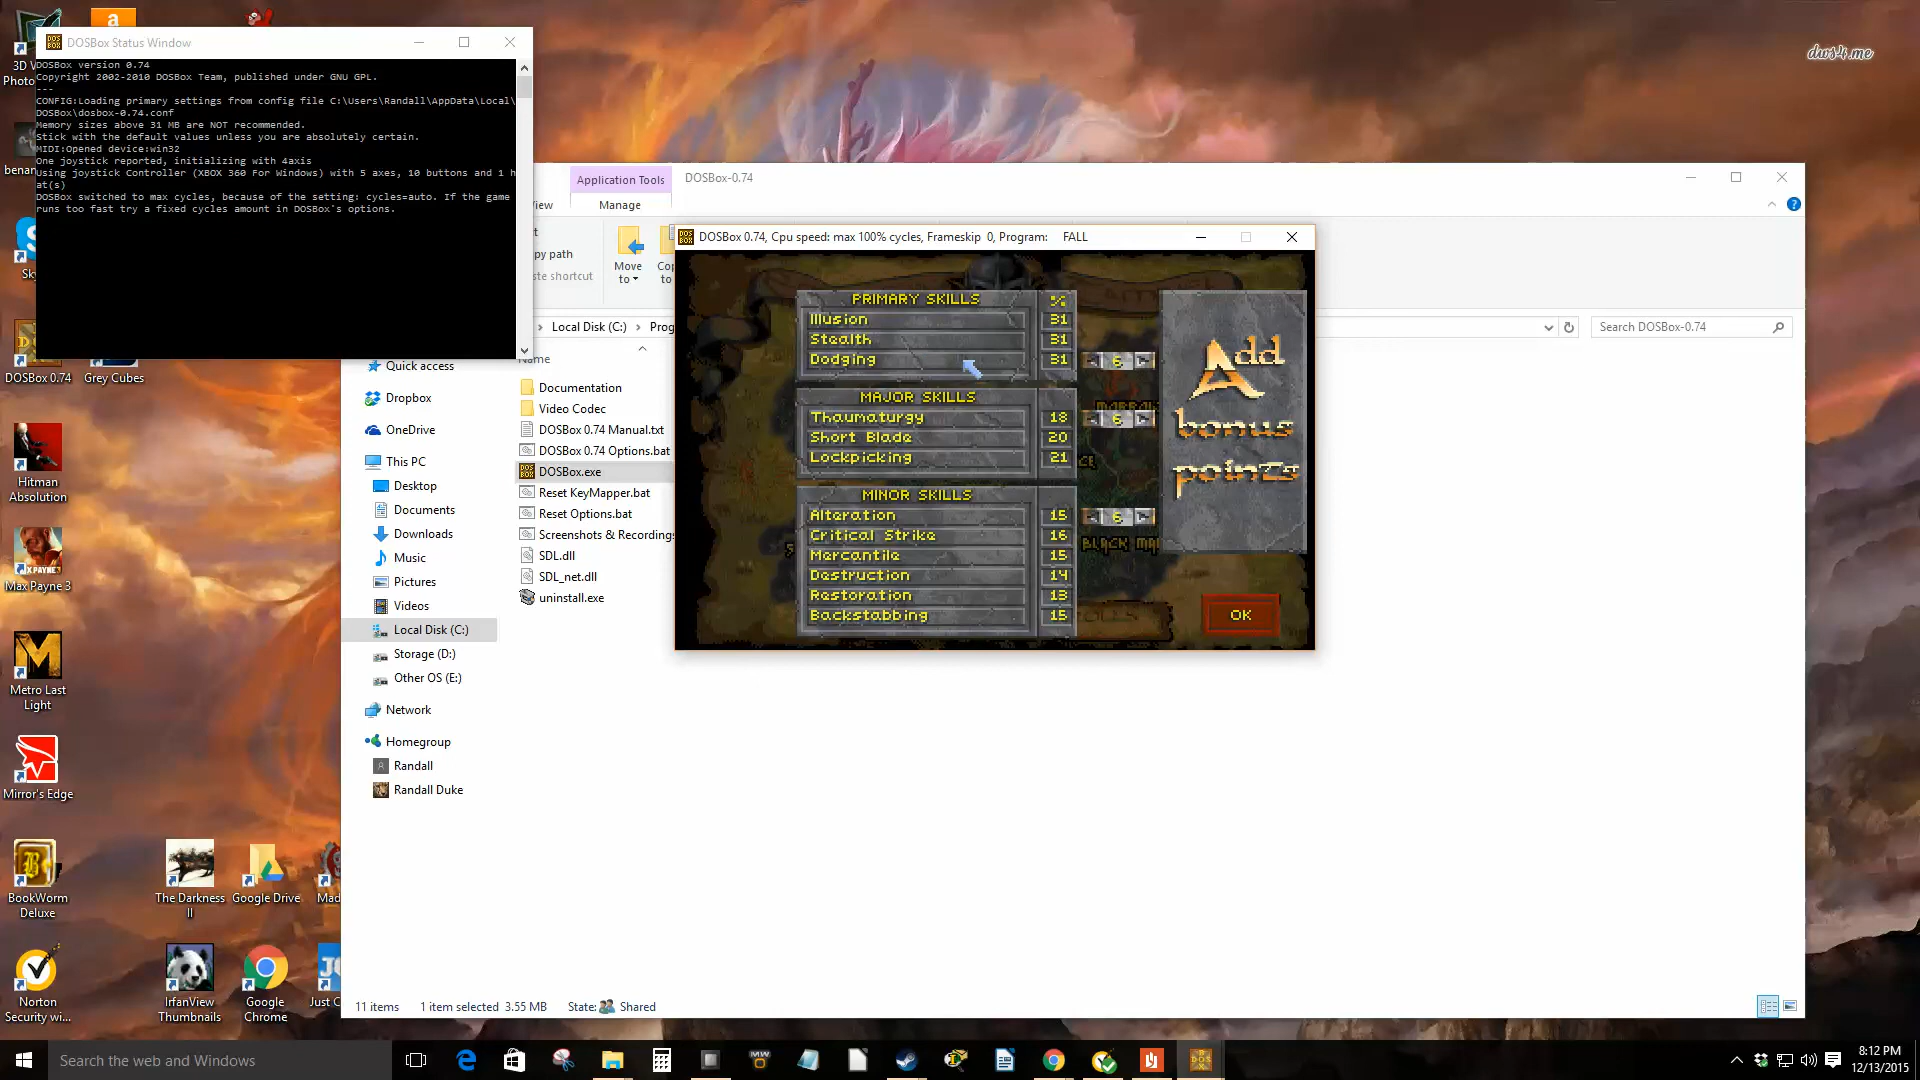 DOSBox Status Window
DOSBox version 0.74
Copyright 2002-2010 DOSBox Team, published under GNU GPL.
---
CONFIG:Loading primary settings from config file C:\Users\Randall\AppData\Local\
DOSBox\dosbox-0.74.conf
Memory sizes above 31 MB are NOT recommended.
Stick with the default values unless you are absolutely certain.
MIDI:Opened device:win32
One joystick reported, initializing with 4axis
Using joystick Controller (XBOX 360 For Windows) with 5 axes, 10 buttons and 1 h
at(s)
DOSBox switched to max cycles, because of the setting: cycles=auto. If the game
runs too fast try a fixed cycles amount in DOSBox's options.
dws4.me
Application Tools
DOSBox-0.74
Manage
Move
to
Local Disk (C:)
Search DOSBox-0.74
DOSBox 0.74, Cpu speed: max 100% cycles, Frameskip 0, Program: FALL
PRIMARY SKILLS %
Illusion 31
Stealth 31
Dodging 31
6
MAJOR SKILLS
Thaumaturgy 18
6
Short Blade 20
Lockpicking 21
MINOR SKILLS
Alteration 15
6
Critical Strike 16
Mercantile 15
Destruction 14
Restoration 13
Backstabbing 15
Add
bonus
points
OK
Quick access
Dropbox
OneDrive
This PC
Desktop
Documents
Downloads
Music
Pictures
Videos
Local Disk (C:)
Storage (D:)
Other OS (E:)
Network
Homegroup
Randall
Randall Duke
Documentation
Video Codec
DOSBox 0.74 Manual.txt
DOSBox 0.74 Options.bat
DOSBox.exe
Reset KeyMapper.bat
Reset Options.bat
Screenshots & Recordings
SDL.dll
SDL_net.dll
uninstall.exe
11 items
1 item selected 3.55 MB
State: Shared
DOSBox 0.74
Grey Cubes
Hitman
Absolution
Max Payne 3
Metro Last
Light
Mirror's Edge
BookWorm
Deluxe
The Darkness
II
Google Drive
Norton
Security wi...
IrfanView
Thumbnails
Google
Chrome
Search the web and Windows
8:12 PM
12/13/2015